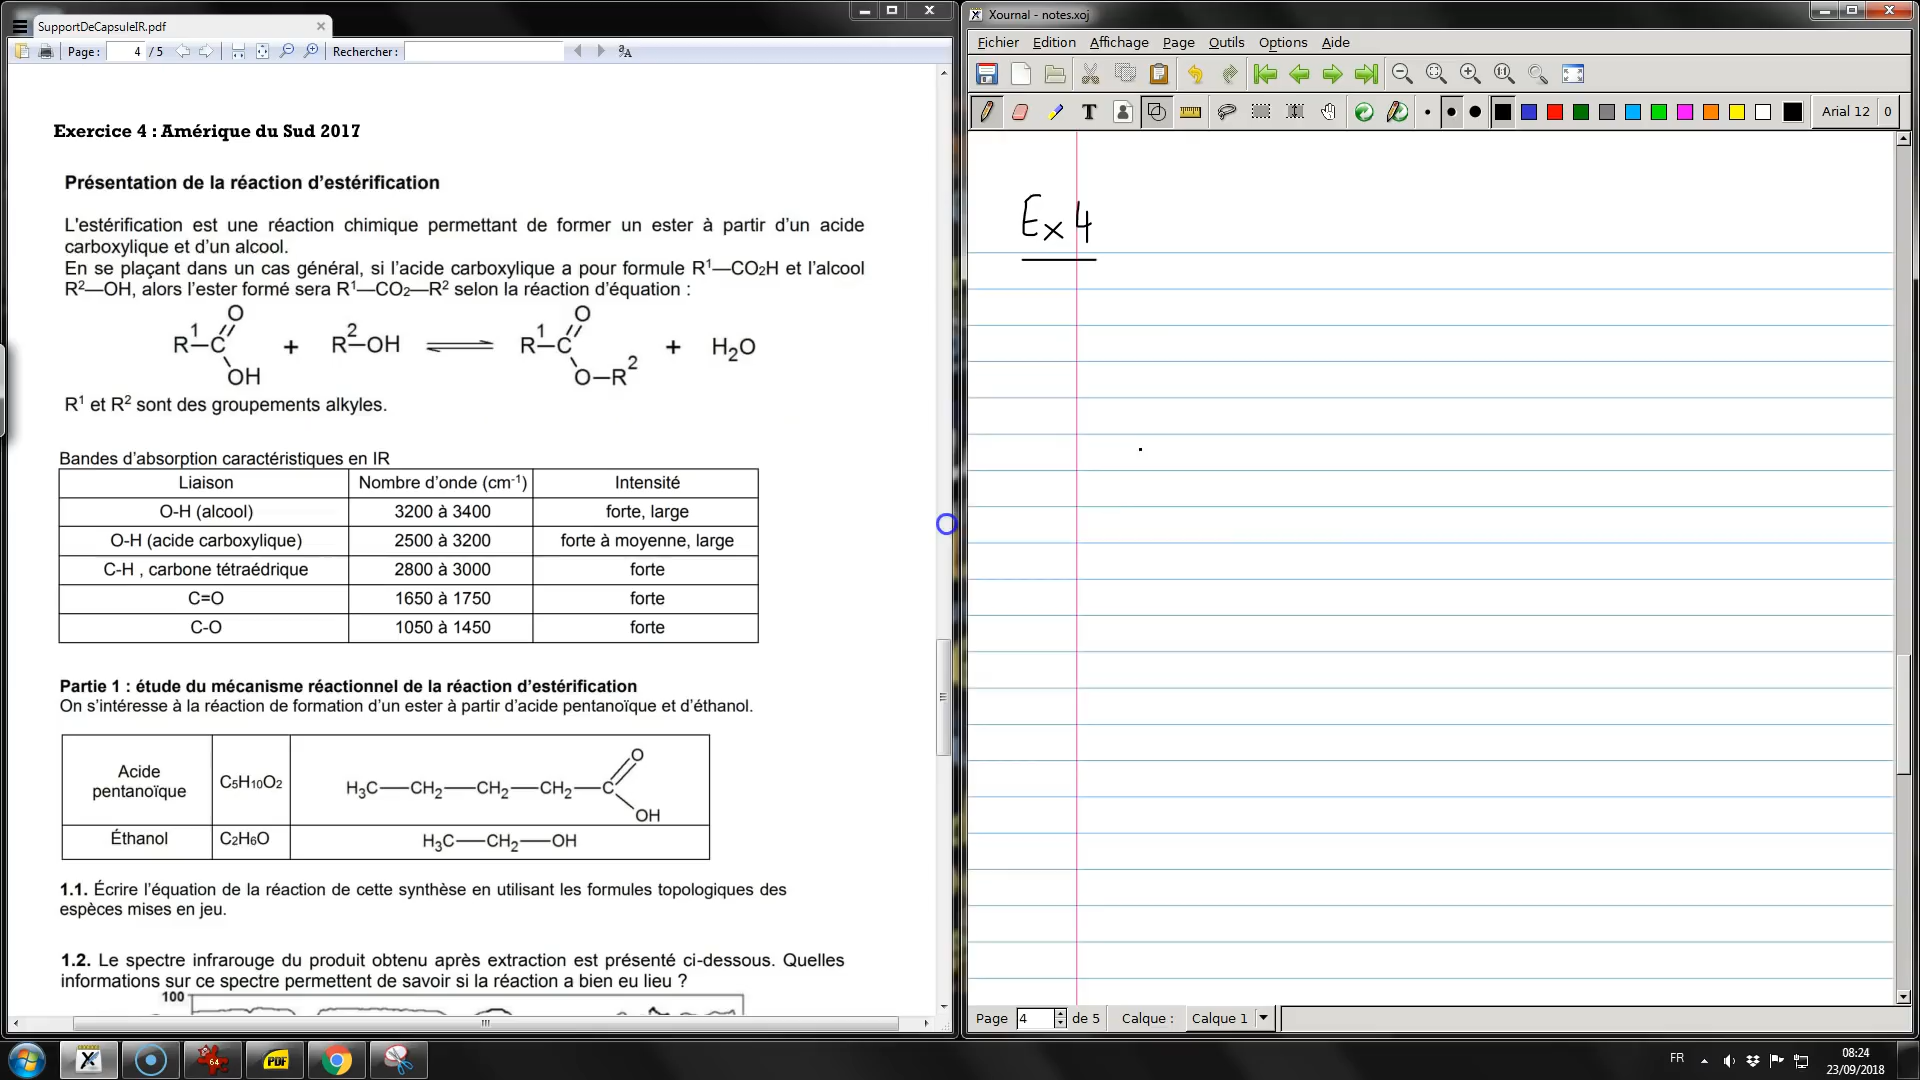 SupportDeCapsuleIR.pdf
Page : 4 / 5 Rechercher :
Exercice 4 : Amérique du Sud 2017
Présentation de la réaction d’estérification
L'estérification est une réaction chimique permettant de former un ester à partir d’un acide
carboxylique et d’un alcool.
En se plaçant dans un cas général, si l’acide carboxylique a pour formule R¹—CO2H et l’alcool
R²—OH, alors l’ester formé sera R¹—CO2—R² selon la réaction d’équation :
R¹—C O OH + R²—OH ⇌ R¹—C O O—R² + H₂O
R¹ et R² sont des groupements alkyles.
Bandes d’absorption caractéristiques en IR
Liaison Nombre d’onde (cm⁻¹) Intensité
O-H (alcool) 3200 à 3400 forte, large
O-H (acide carboxylique) 2500 à 3200 forte à moyenne, large
C-H , carbone tétraédrique 2800 à 3000 forte
C=O 1650 à 1750 forte
C-O 1050 à 1450 forte
Partie 1 : étude du mécanisme réactionnel de la réaction d’estérification
On s’intéresse à la réaction de formation d’un ester à partir d’acide pentanoïque et d’éthanol.
Acide
pentanoïque C5H10O2 H₃C—CH₂—CH₂—CH₂—C O OH
Éthanol C2H6O H₃C—CH₂—OH
1.1. Écrire l’équation de la réaction de cette synthèse en utilisant les formules topologiques des
espèces mises en jeu.
1.2. Le spectre infrarouge du produit obtenu après extraction est présenté ci-dessous. Quelles
informations sur ce spectre permettent de savoir si la réaction a bien eu lieu ?
100
Xournal - notes.xoj
Fichier Edition Affichage Page Outils Options Aide
Arial 12 0
Ex 4
Page 4 de 5 Calque : Calque 1
64 PDF
FR 08:24
23/09/2018